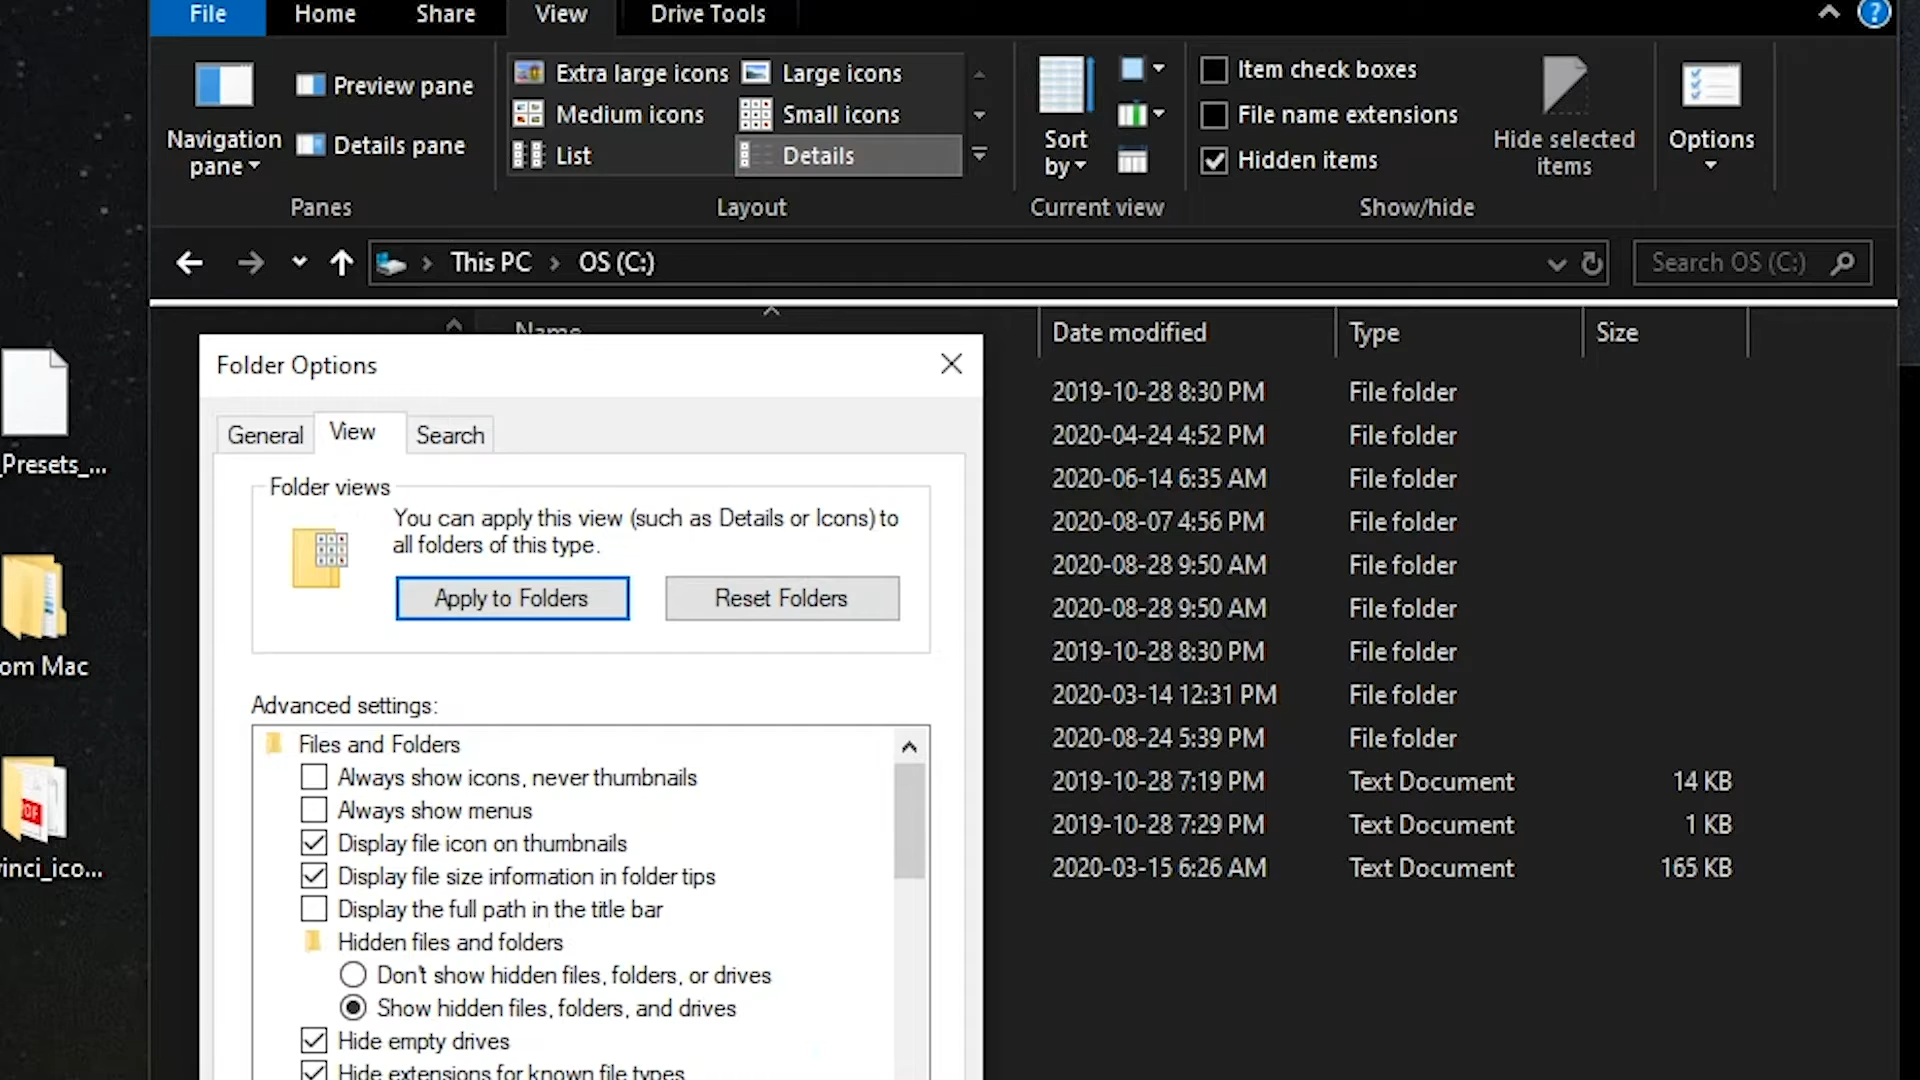 File Home Share View Drive Tools
Navigation pane
Preview pane
Details pane
Panes
Extra large icons Large icons
Medium icons Small icons
List Details
Layout
Sort by
Current view
Item check boxes
File name extensions
Hidden items
Hide selected items
Show/hide
Options
This PC > OS (C:)
Search OS (C:)
Name Date modified Type Size
2019-10-28 8:30 PM File folder
2020-04-24 4:52 PM File folder
2020-06-14 6:35 AM File folder
2020-08-07 4:56 PM File folder
2020-08-28 9:50 AM File folder
2020-08-28 9:50 AM File folder
2019-10-28 8:30 PM File folder
2020-03-14 12:31 PM File folder
2020-08-24 5:39 PM File folder
2019-10-28 7:19 PM Text Document 14 KB
2019-10-28 7:29 PM Text Document 1 KB
2020-03-15 6:26 AM Text Document 165 KB
Folder Options
General View Search
Folder views
You can apply this view (such as Details or Icons) to
all folders of this type.
Apply to Folders Reset Folders
Advanced settings:
Files and Folders
Always show icons, never thumbnails
Always show menus
Display file icon on thumbnails
Display file size information in folder tips
Display the full path in the title bar
Hidden files and folders
Don't show hidden files, folders, or drives
Show hidden files, folders, and drives
Hide empty drives
Hide extensions for known file types
_Presets_...
om Mac
inci_ico...